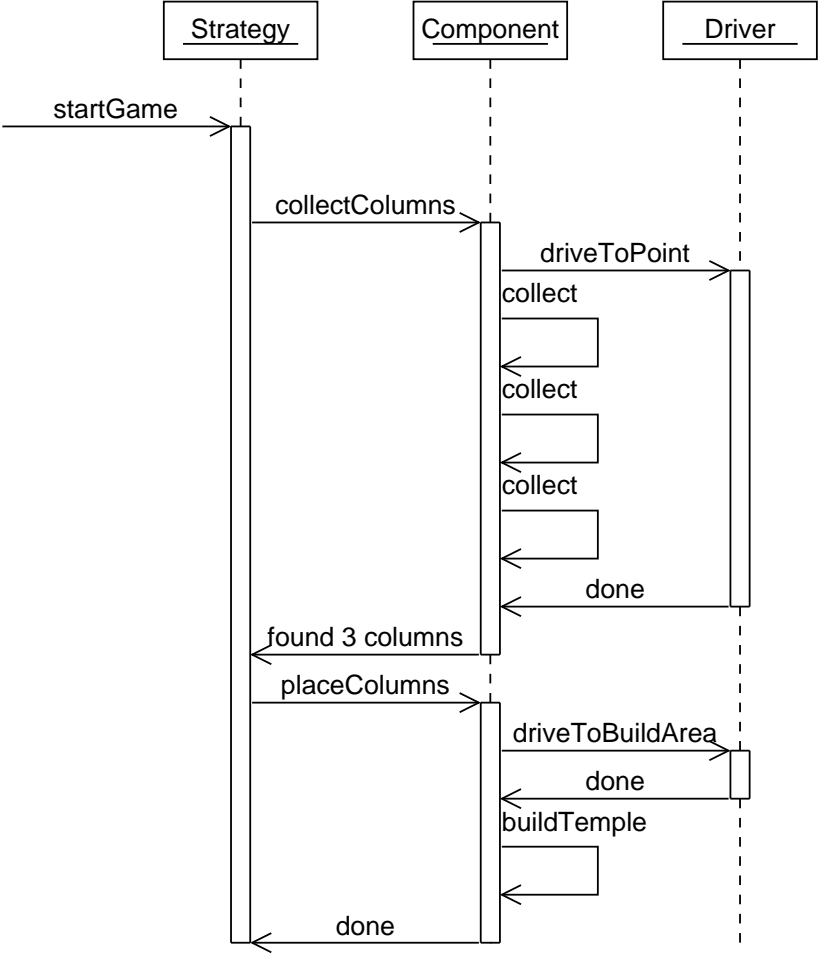 Strategy
Component
Driver
startGame
collectColumns
driveToPoint
collect
collect
collect
done
found 3 columns
placeColumns
driveToBuildArea
done
buildTemple
done